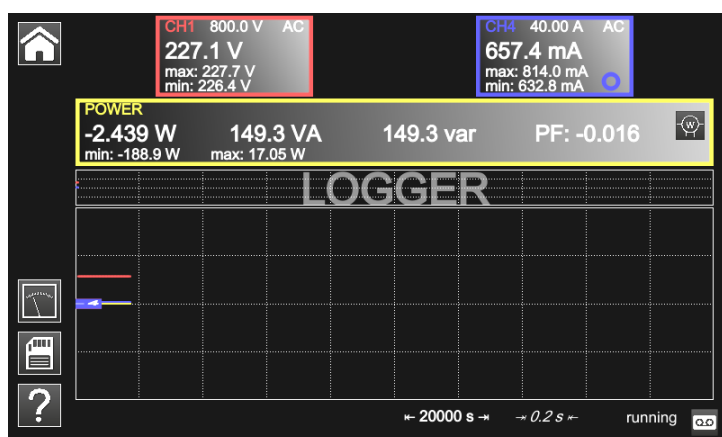 CH1 800.0 V AC
227.1 V
max: 227.7 V
min: 226.4 V
CH4 40.00 A AC
657.4 mA
max: 814.0 mA
min: 632.8 mA
POWER
-2.439 W 149.3 VA 149.3 var PF: -0.016
min: -188.9 W max: 17.05 W
W
LOGGER
?
⇤ 20000 s ⇥ ⇥ 0.2 s ⇤ running